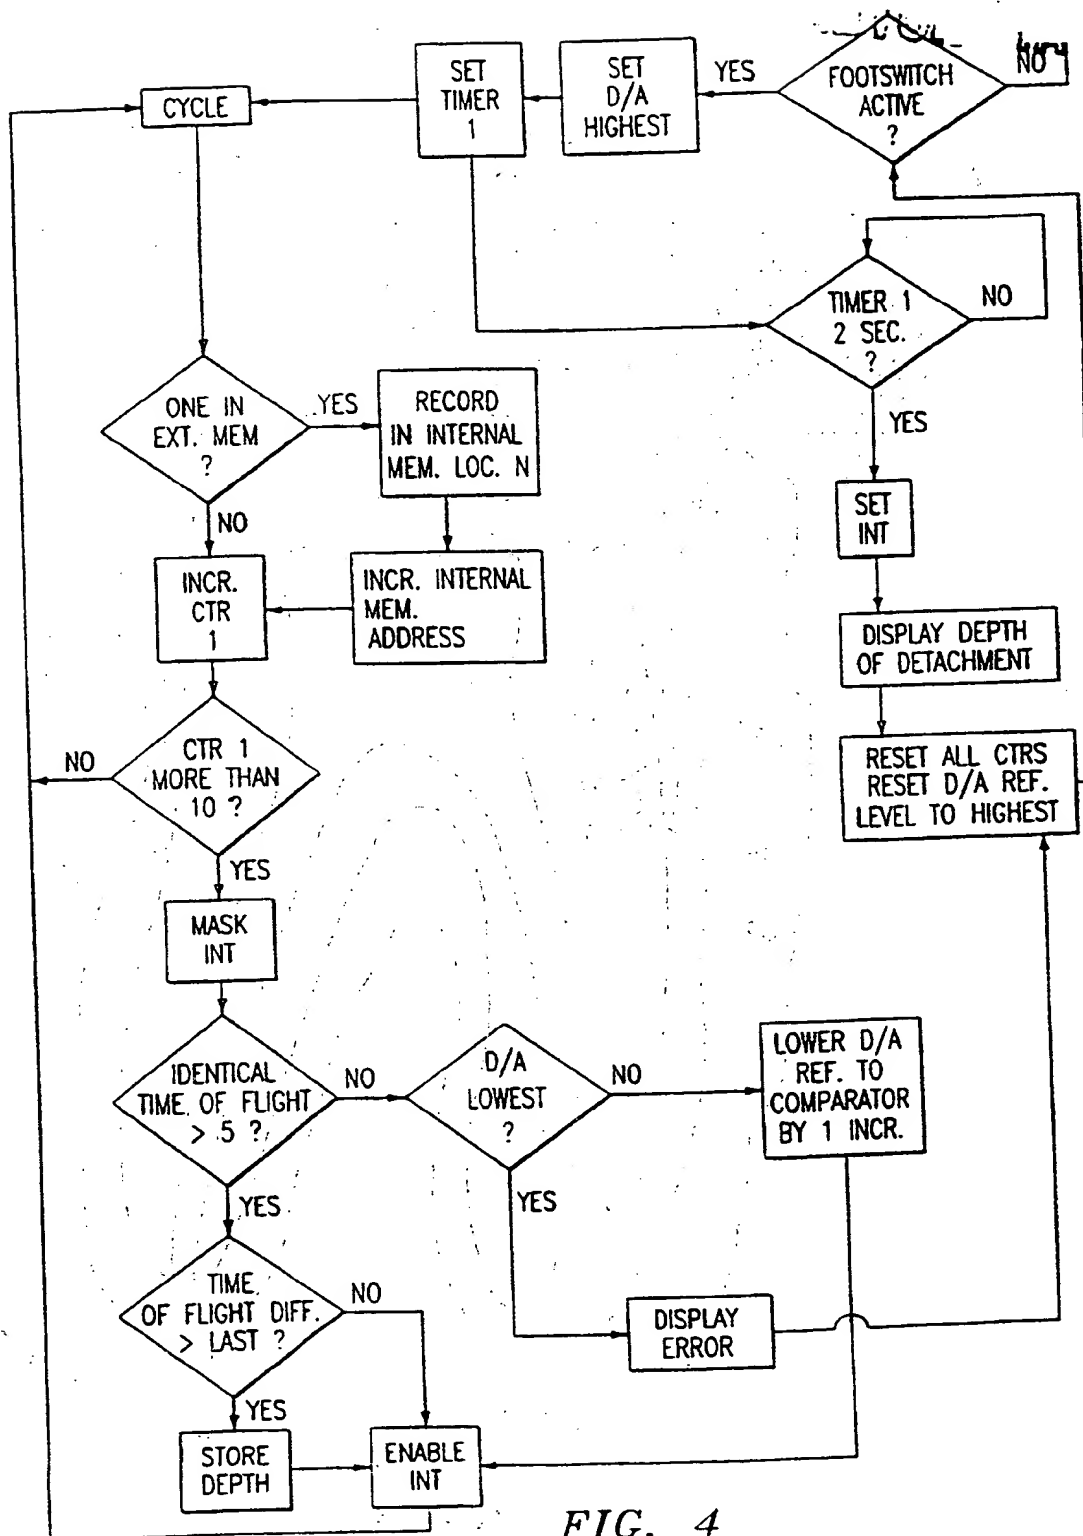 FOOTSWITCH
ACTIVE
?
NO
YES
SET
D/A
HIGHEST
SET
TIMER
1
CYCLE
TIMER 1
2 SEC.
?
NO
YES
SET
INT
DISPLAY DEPTH
OF DETACHMENT
RESET ALL CTRS
RESET D/A REF.
LEVEL TO HIGHEST
ONE IN
EXT. MEM
?
YES
RECORD
IN INTERNAL
MEM. LOC. N
INCR. INTERNAL
MEM.
ADDRESS
NO
INCR.
CTR
1
CTR 1
MORE THAN
10 ?
NO
YES
MASK
INT
IDENTICAL
TIME OF FLIGHT
> 5 ?
NO
D/A
LOWEST
?
NO
LOWER D/A
REF. TO
COMPARATOR
BY 1 INCR.
YES
DISPLAY
ERROR
YES
TIME
OF FLIGHT DIFF.
> LAST ?
NO
YES
STORE
DEPTH
ENABLE
INT
FIG. 4